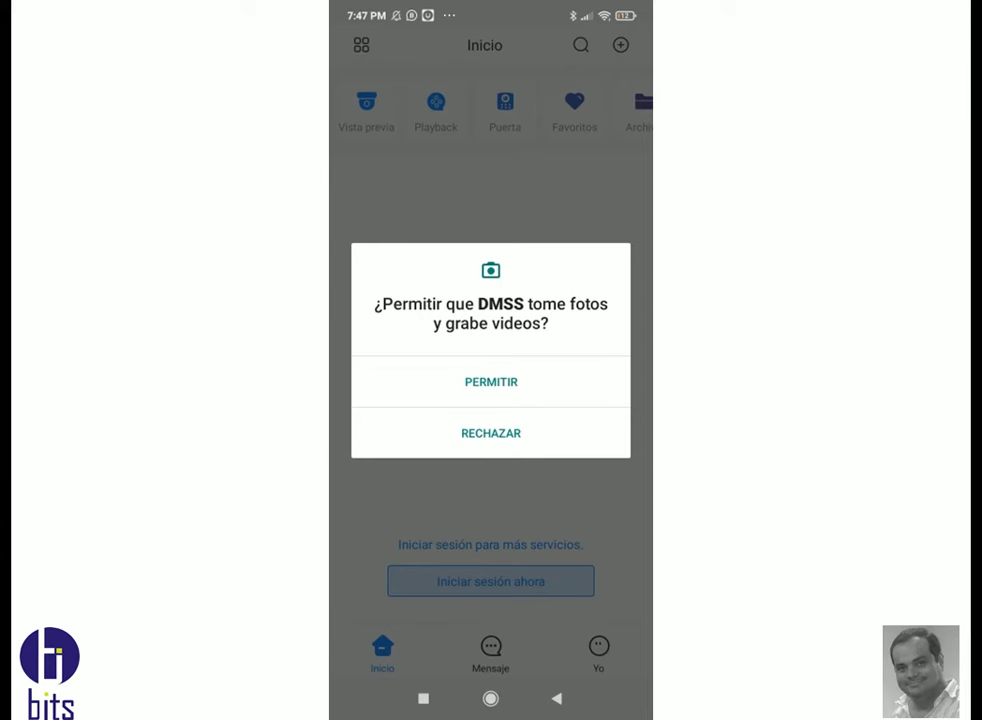 7:47 PM
12
Inicio
Vista previa
Playback
Puerta
Favoritos
Archi
¿Permitir que DMSS tome fotos
y grabe videos?
PERMITIR
RECHAZAR
Iniciar sesión para más servicios.
Iniciar sesión ahora
Inicio
Mensaje
Yo
bits